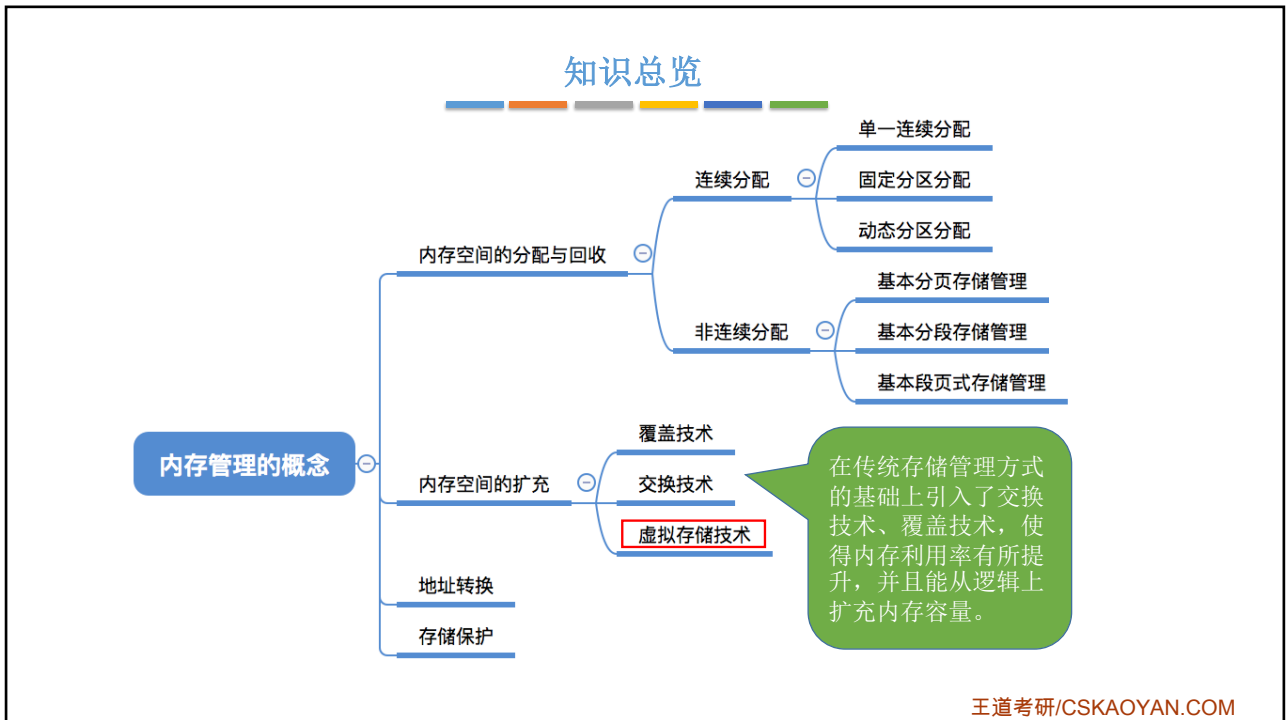 知识总览
单一连续分配
连续分配
固定分区分配
动态分区分配
内存空间的分配与回收
基本分页存储管理
非连续分配
基本分段存储管理
基本段页式存储管理
内存管理的概念
覆盖技术
内存空间的扩充
交换技术
虚拟存储技术
在传统存储管理方式
的基础上引入了交换
技术、覆盖技术，使
得内存利用率有所提
升，并且能从逻辑上
扩充内存容量。
地址转换
存储保护
王道考研/CSKAOYAN.COM